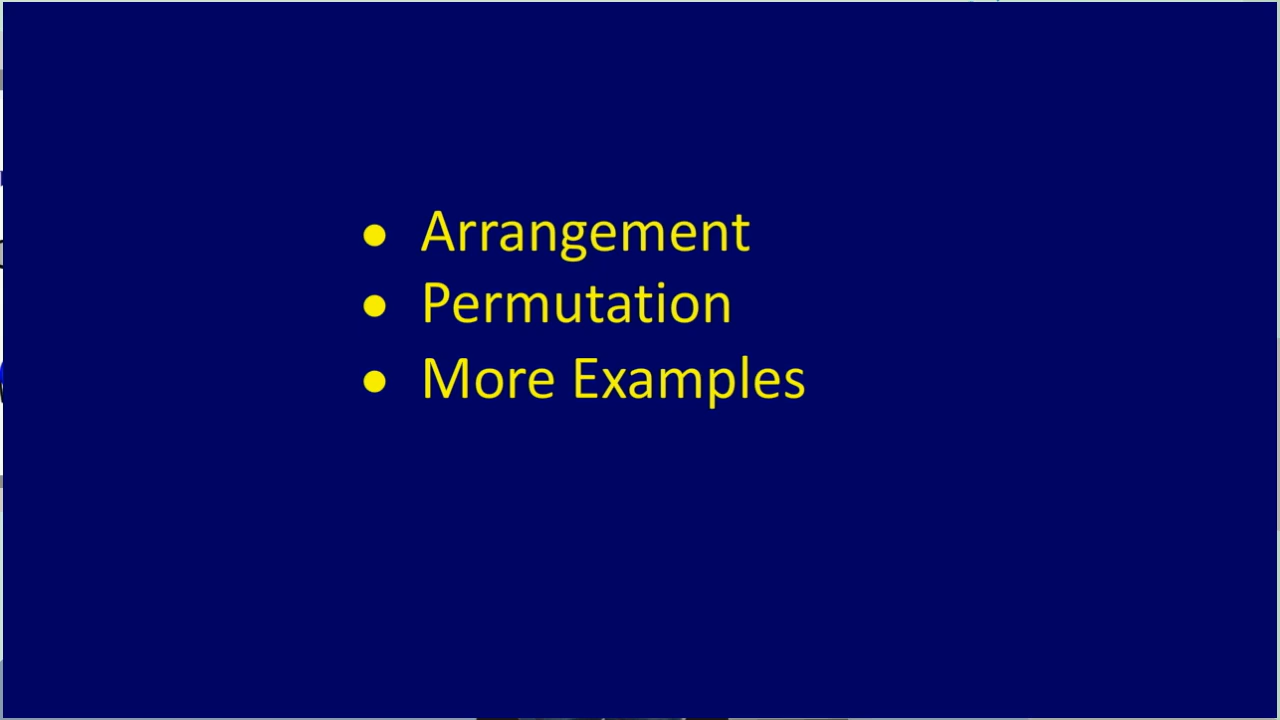 • Arrangement
• Permutation
• More Examples